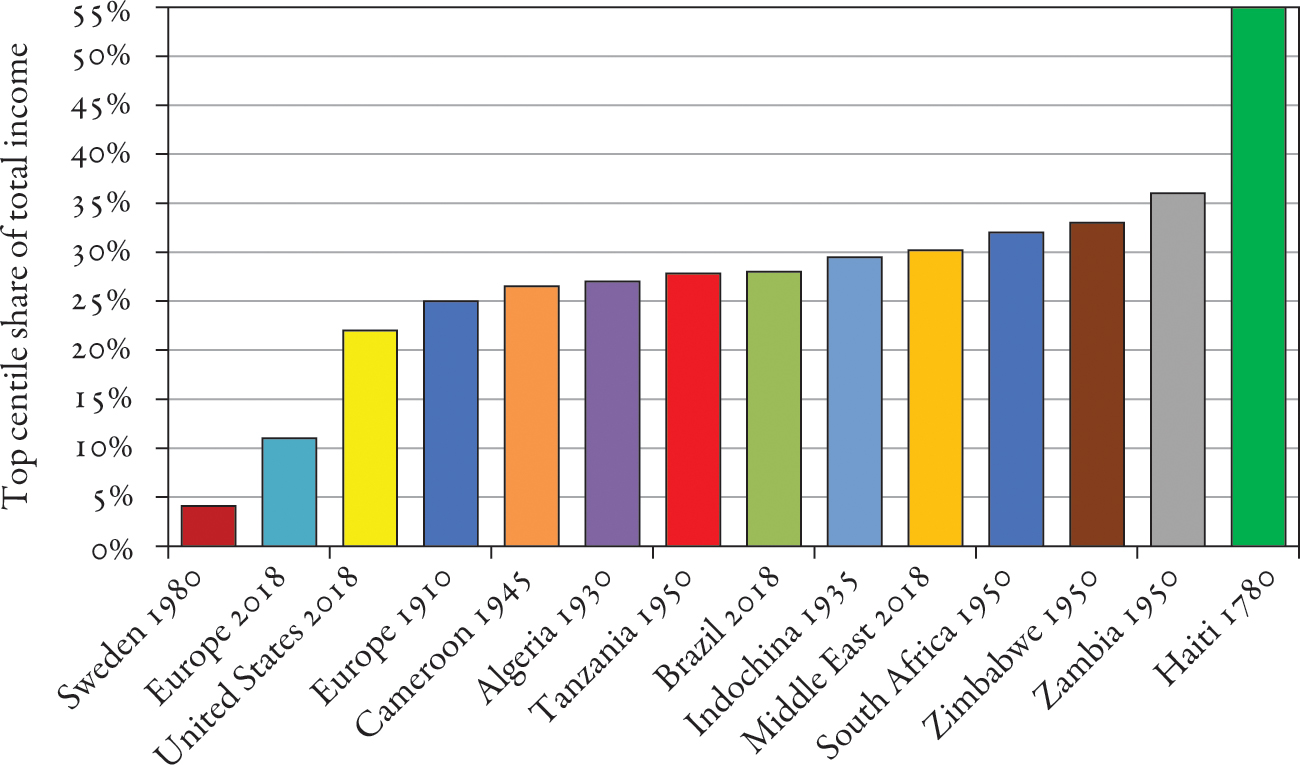 Top centile share of total income
55%
50%
45%
40%
35%
30%
25%
20%
15%
10%
5%
0%
Sweden 1980
Europe 2018
United States 2018
Europe 1910
Cameroon 1945
Algeria 1930
Tanzania 1950
Brazil 2018
Indochina 1935
Middle East 2018
South Africa 1950
Zimbabwe 1950
Zambia 1950
Haiti 1780